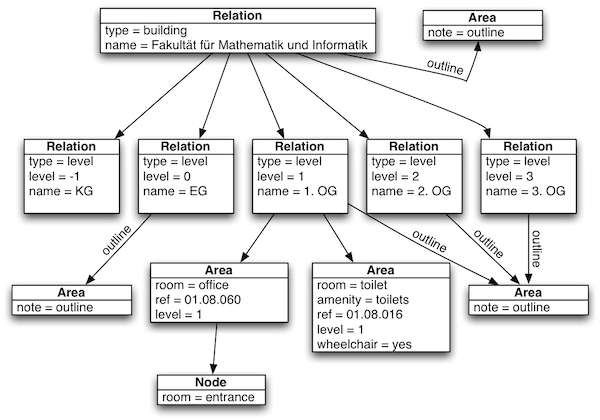 Relation
type = building
name = Fakultät für Mathematik und Informatik
Area
note = outline
outline
Relation
type = level
level = -1
name = KG
Relation
type = level
level = 0
name = EG
Relation
type = level
level = 1
name = 1. OG
Relation
type = level
level = 2
name = 2. OG
Relation
type = level
level = 3
name = 3. OG
outline
outline
outline
outline
Area
note = outline
Area
room = office
ref = 01.08.060
level = 1
Area
room = toilet
amenity = toilets
ref = 01.08.016
level = 1
wheelchair = yes
Area
note = outline
Node
room = entrance